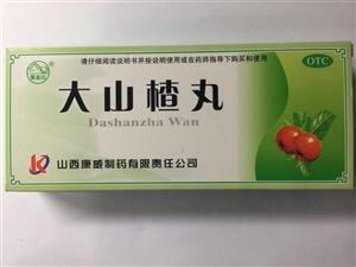 请仔细阅读说明书并按说明使用或在药师指导下购买和使用
OTC
大山楂丸
Dashanzha Wan
山西康威制药有限责任公司